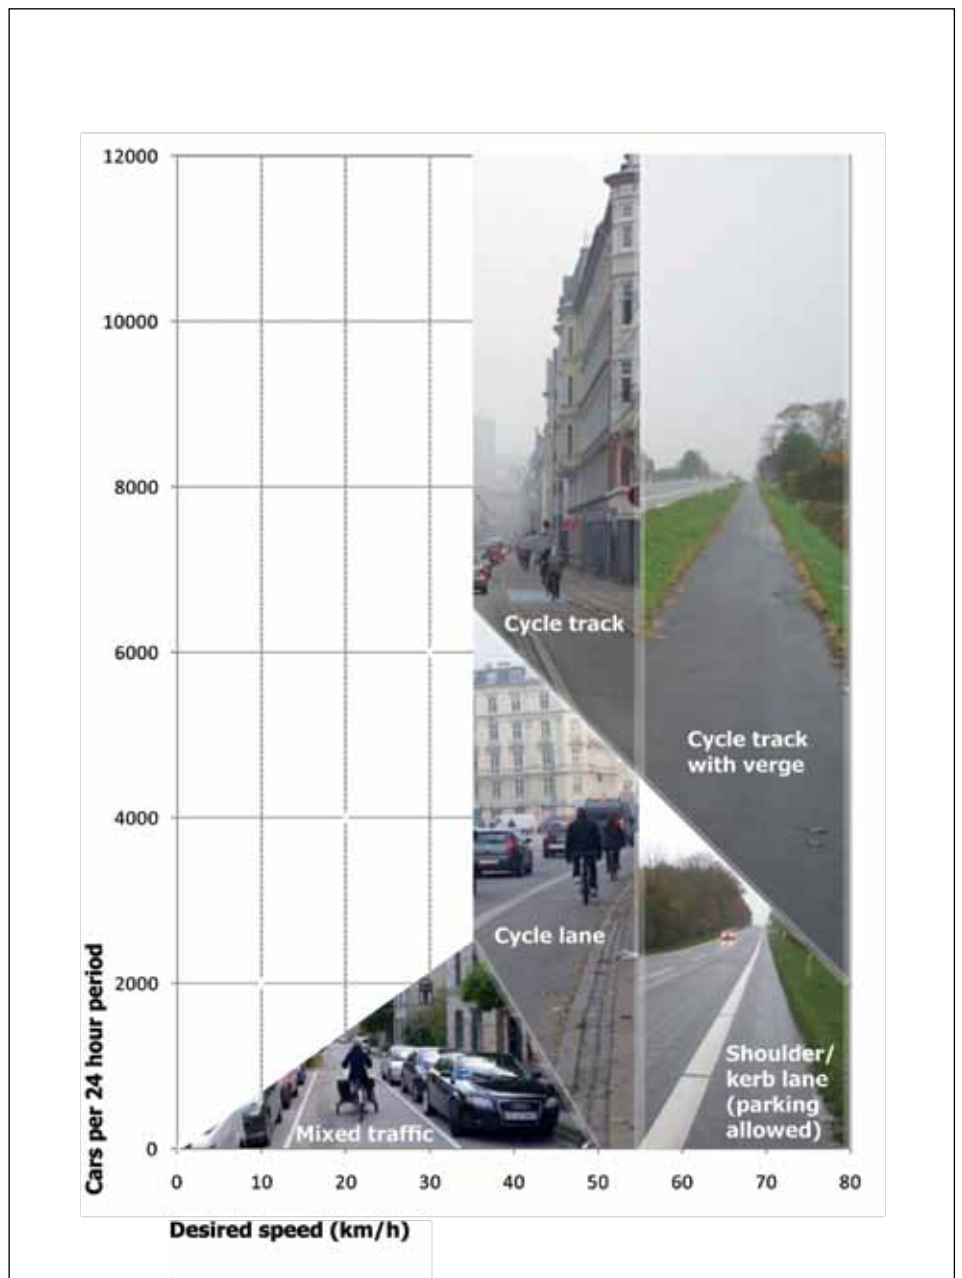 12000
10000
8000
6000
4000
2000
0
Cars per 24 hour period
Cycle track
Cycle track
with verge
Cycle lane
Shoulder/
kerb lane
(parking
allowed)
Mixed traffic
0 10 20 30 40 50 60 70 80
Desired speed (km/h)